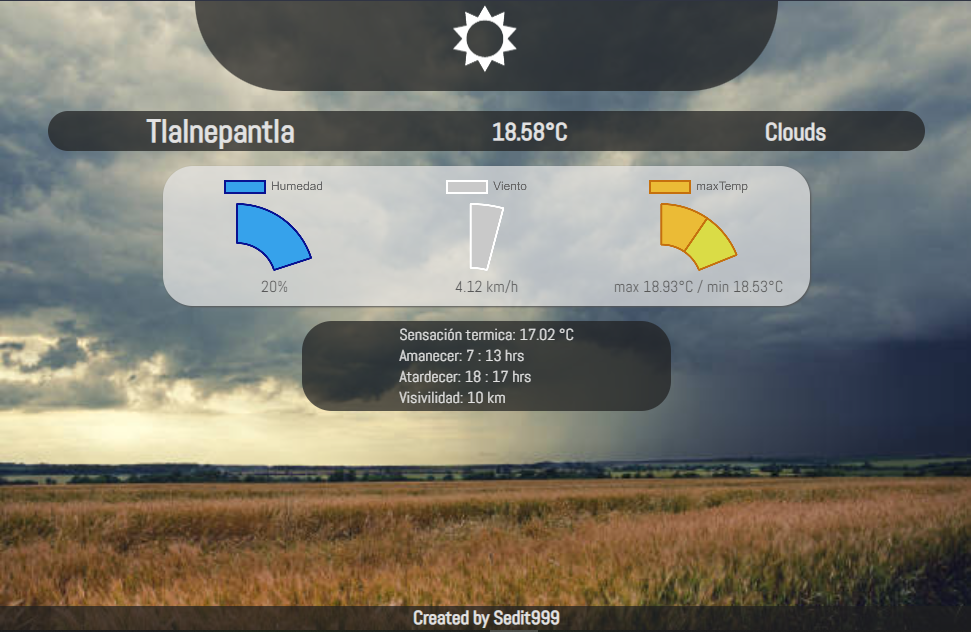 Tlalnepantla 18.58°C Clouds
Humedad Viento maxTemp
20% 4.12 km/h max 18.93°C / min 18.53°C
Sensación termica: 17.02 °C
Amanecer: 7 : 13 hrs
Atardecer: 18 : 17 hrs
Visivilidad: 10 km
Created by Sedit999